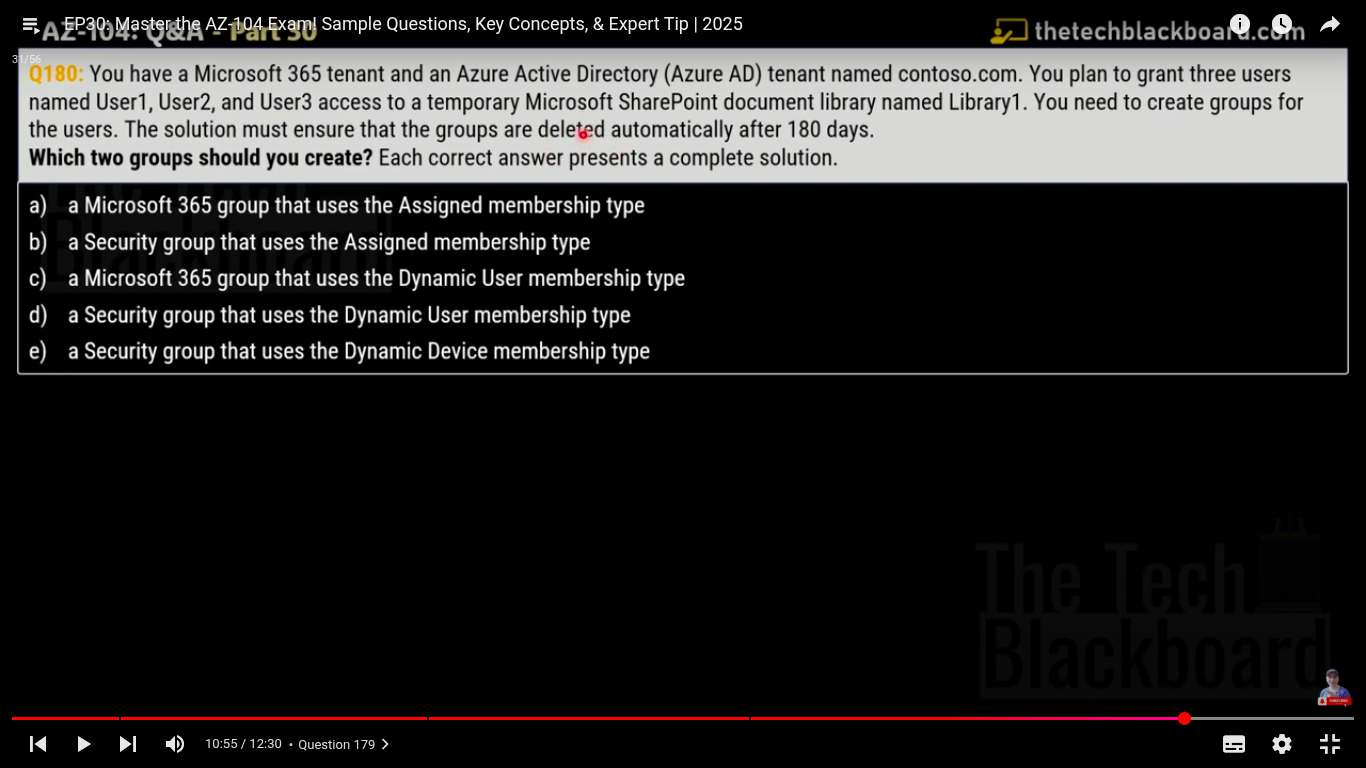 EP30: Master the AZ-104 Exam! Sample Questions, Key Concepts, & Expert Tip | 2025
AZ-104: Q&A - Part 30
thetechblackboard.com
31/56
Q180: You have a Microsoft 365 tenant and an Azure Active Directory (Azure AD) tenant named contoso.com. You plan to grant three users
named User1, User2, and User3 access to a temporary Microsoft SharePoint document library named Library1. You need to create groups for
the users. The solution must ensure that the groups are deleted automatically after 180 days.
Which two groups should you create? Each correct answer presents a complete solution.
a) a Microsoft 365 group that uses the Assigned membership type
b) a Security group that uses the Assigned membership type
c) a Microsoft 365 group that uses the Dynamic User membership type
d) a Security group that uses the Dynamic User membership type
e) a Security group that uses the Dynamic Device membership type
The Tech
Blackboard
10:55 / 12:30 • Question 179